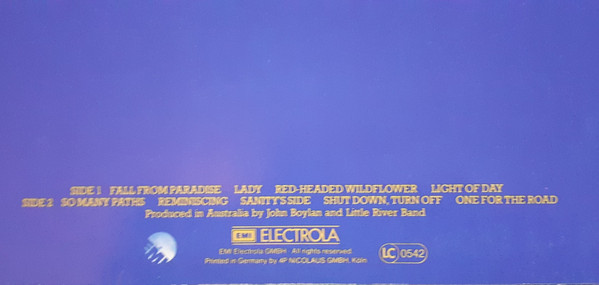 SIDE 1 FALL FROM PARADISE LADY RED-HEADED WILDFLOWER LIGHT OF DAY
SIDE 2 SO MANY PATHS REMINISCING SANITY'S SIDE SHUT DOWN, TURN OFF ONE FOR THE ROAD
Produced in Australia by John Boylan and Little River Band
EMI ELECTROLA
EMI Electrola GMBH · All rights reserved.
Printed in Germany by 4P NICOLAUS GMBH, Köln
LC 0542